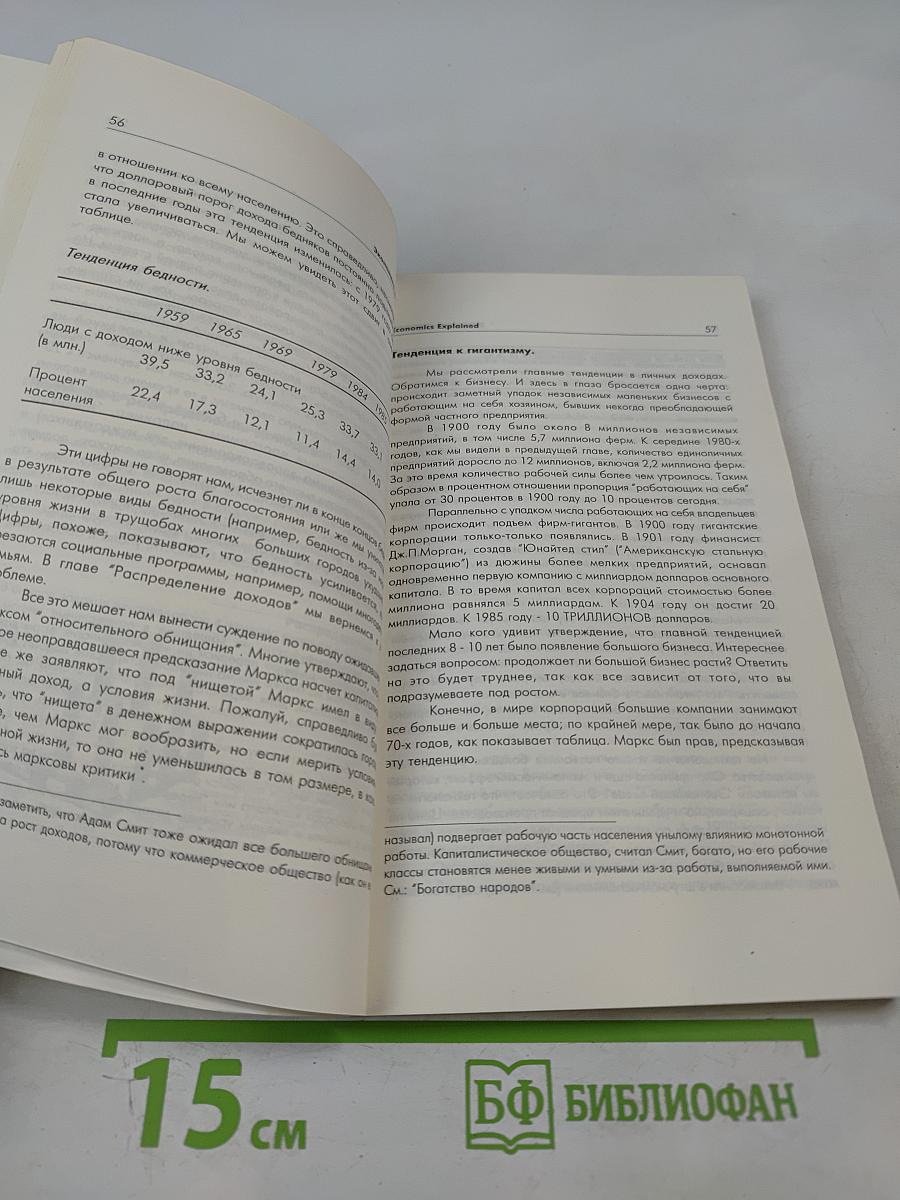 56
в отношении ко всему населению. Это справедливо,
что долларовый порог дохода бедняков постоянно
в последние годы эта тенденция изменилась: с 1979
стала увеличиваться. Мы можем увидеть этот сдвиг
таблице.
Тенденция бедности.
1959 1965 1969 1979 1984
Люди с доходом ниже уровня бедности
(в млн.) 39,5 33,2 24,1 25,3 33,7 33,1
Процент
населения 22,4 17,3 12,1 11,4 14,4 14,0
Эти цифры не говорят нам, исчезнет ли в конце концов
в результате общего роста благосостояния или же мы
лишь некоторые виды бедности (например, бедность из-за
уровня жизни в трущобах многих больших городов
Цифры, похоже, показывают, что бедность усиливается,
резаются социальные программы, например, помощи
мьям. В главе "Распределение доходов" мы вернемся
облеме.
Все это мешает нам вынести суждение по поводу
ксом "относительного обнищания". Многие утверждают, что
ое неоправдавшееся предсказание Маркса насчет
е же заявляют, что под "нищетой" Маркс имел в виду
ный доход, а условия жизни. Пожалуй, справедливо
, что "нищета" в денежном выражении сократилась
е, чем Маркс мог вообразить, но если мерить
ной жизни, то она не уменьшилась в том размере, в
сь марксовы критики*.
заметить, что Адам Смит тоже ожидал все большего
а рост доходов, потому что коммерческое общество (как он
Economics Explained 57
Тенденция к гигантизму.
Мы рассмотрели главные тенденции в личных доходах.
Обратимся к бизнесу. И здесь в глаза бросается одна черта:
происходит заметный упадок независимых маленьких бизнесов с
работающим на себя хозяином, бывших некогда преобладающей
формой частного предприятия.
В 1900 году было около 8 миллионов независимых
предприятий, в том числе 5,7 миллиона ферм. К середине 1980-х
годов, как мы видели в предыдущей главе, количество единоличных
предприятий доросло до 12 миллионов, включая 2,2 миллиона ферм.
За это время количество рабочей силы более чем утроилось. Таким
образом в процентном отношении пропорция "работающих на себя"
упала от 30 процентов в 1900 году до 10 процентов сегодня.
Параллельно с упадком числа работающих на себя владельцев
фирм происходит подъем фирм-гигантов. В 1900 году гигантские
корпорации только-только появлялись. В 1901 году финансист
Дж.П.Морган, создав "Юнайтед стил" ("Американскую стальную
корпорацию") из дюжины более мелких предприятий, основал
одновременно первую компанию с миллиардом долларов основного
капитала. В то время капитал всех корпораций стоимостью более
миллиона равнялся 5 миллиардам. К 1904 году он достиг 20
миллиардов. К 1985 году - 10 ТРИЛЛИОНОВ долларов.
Мало кого удивит утверждение, что главной тенденцией
последних 8 - 10 лет было появление большого бизнеса. Интереснее
задаться вопросом: продолжает ли большой бизнес расти? Ответить
на это будет труднее, так как все зависит от того, что вы
подразумеваете под ростом.
Конечно, в мире корпораций большие компании занимают
все больше и больше места; по крайней мере, так было до начала
70-х годов, как показывает таблица. Маркс был прав, предсказывая
эту тенденцию.
называл) подвергает рабочую часть населения унылому влиянию монотонной
работы. Капиталистическое общество, считал Смит, богато, но его рабочие
классы становятся менее живыми и умными из-за работы, выполняемой ими.
См.: "Богатство народов".
15 см
БФ БИБЛИОФАН